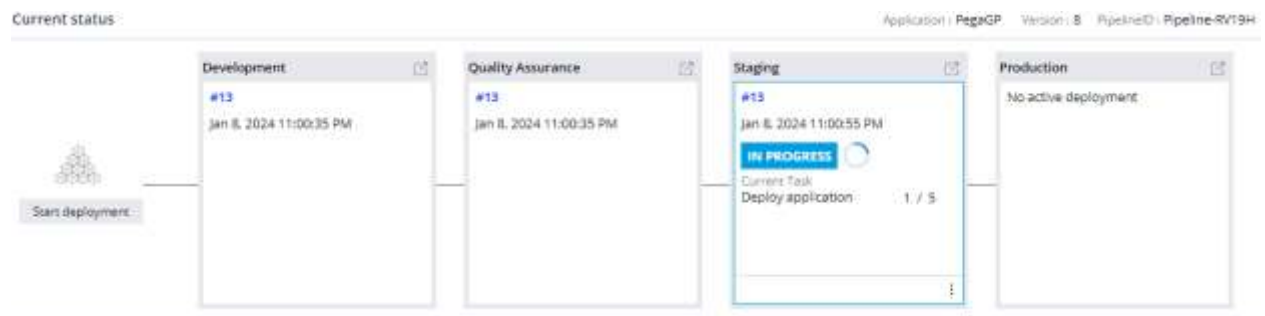 Current status
Application : PegaGP Version : 8 PipelineID : Pipeline-RV19H
Development
#13
Jan 8, 2024 11:00:35 PM
Quality Assurance
#13
Jan 8, 2024 11:00:35 PM
Staging
#13
Jan 8, 2024 11:00:55 PM
IN PROGRESS
Current Task
Deploy application 1 / 5
Production
No active deployment
Start deployment